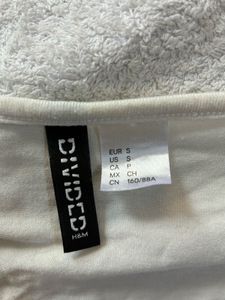 DIVIDED
H&M
EUR S
US S
CA P
MX CH
CN 160/88A